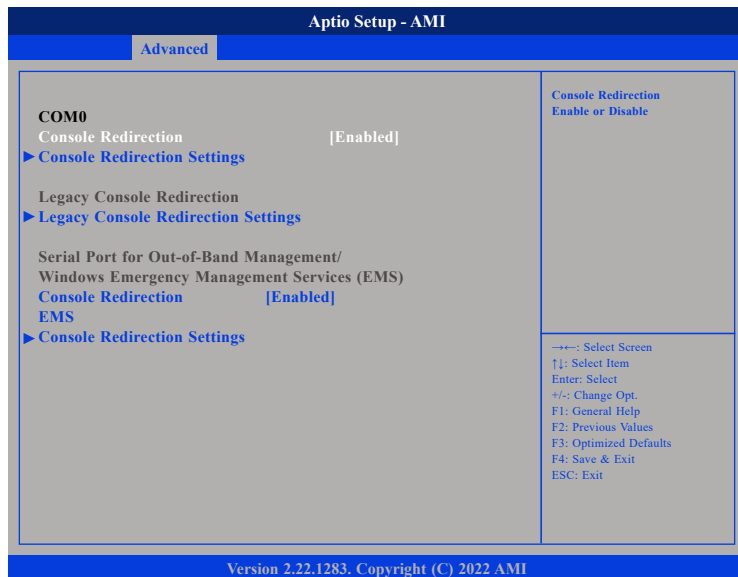 Aptio Setup - AMI
Advanced
COM0
Console Redirection [Enabled]
►Console Redirection Settings
Legacy Console Redirection
►Legacy Console Redirection Settings
Serial Port for Out-of-Band Management/
Windows Emergency Management Services (EMS)
Console Redirection [Enabled]
EMS
►Console Redirection Settings
Console Redirection
Enable or Disable
→←: Select Screen
↑↓: Select Item
Enter: Select
+/-: Change Opt.
F1: General Help
F2: Previous Values
F3: Optimized Defaults
F4: Save & Exit
ESC: Exit
Version 2.22.1283. Copyright (C) 2022 AMI